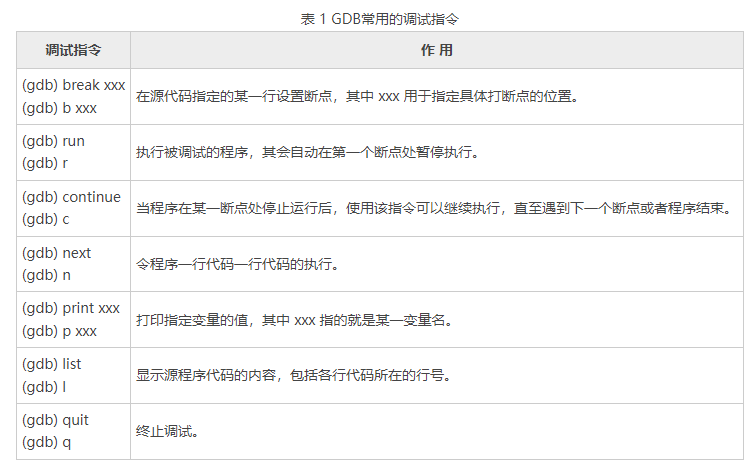 表 1 GDB常用的调试指令
调试指令 作 用
(gdb) break xxx
(gdb) b xxx
在源代码指定的某一行设置断点，其中 xxx 用于指定具体打断点的位置。
(gdb) run
(gdb) r
执行被调试的程序，其会自动在第一个断点处暂停执行。
(gdb) continue
(gdb) c
当程序在某一断点处停止运行后，使用该指令可以继续执行，直至遇到下一个断点或者程序结束。
(gdb) next
(gdb) n
令程序一行代码一行代码的执行。
(gdb) print xxx
(gdb) p xxx
打印指定变量的值，其中 xxx 指的就是某一变量名。
(gdb) list
(gdb) l
显示源程序代码的内容，包括各行代码所在的行号。
(gdb) quit
(gdb) q
终止调试。